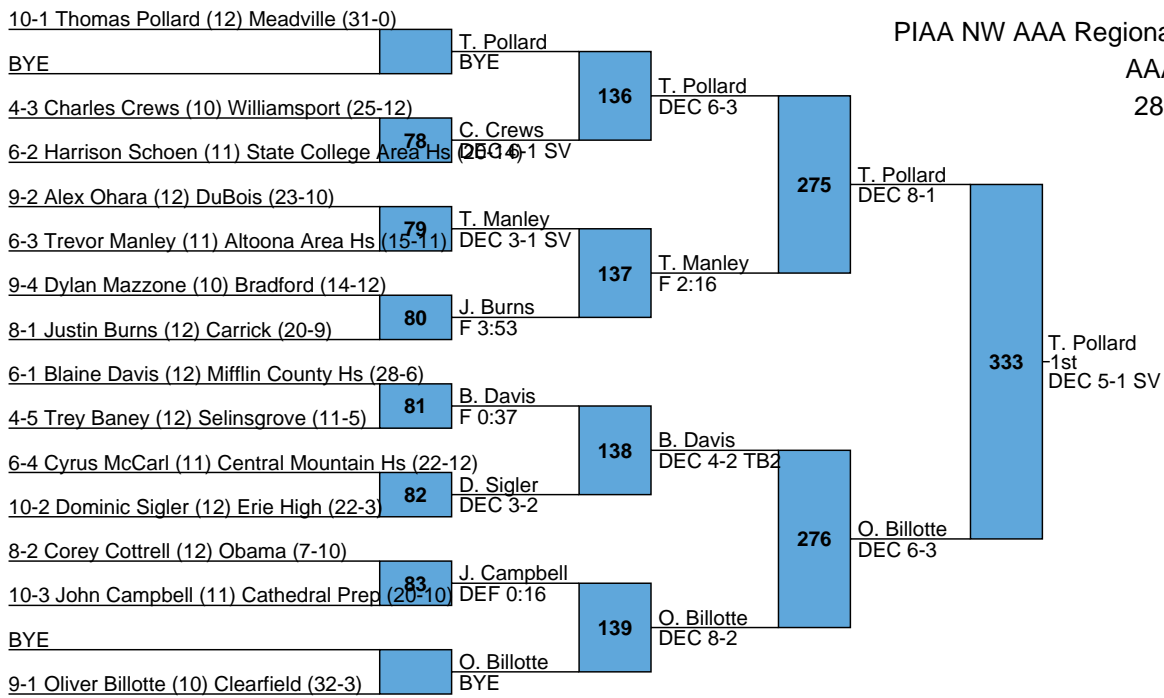 PIAA NW AAA Regiona
AAA
28
10-1 Thomas Pollard (12) Meadville (31-0)
BYE
4-3 Charles Crews (10) Williamsport (25-12)
6-2 Harrison Schoen (11) State College Area Hs (20-14)
9-2 Alex Ohara (12) DuBois (23-10)
6-3 Trevor Manley (11) Altoona Area Hs (15-11)
9-4 Dylan Mazzone (10) Bradford (14-12)
8-1 Justin Burns (12) Carrick (20-9)
6-1 Blaine Davis (12) Mifflin County Hs (28-6)
4-5 Trey Baney (12) Selinsgrove (11-5)
6-4 Cyrus McCarl (11) Central Mountain Hs (22-12)
10-2 Dominic Sigler (12) Erie High (22-3)
8-2 Corey Cottrell (12) Obama (7-10)
10-3 John Campbell (11) Cathedral Prep (20-10)
BYE
9-1 Oliver Billotte (10) Clearfield (32-3)
78
79
80
81
82
83
T. Pollard
BYE
C. Crews
DEC 6-1 SV
T. Manley
DEC 3-1 SV
J. Burns
F 3:53
B. Davis
F 0:37
D. Sigler
DEC 3-2
J. Campbell
DEF 0:16
O. Billotte
BYE
136
137
138
139
T. Pollard
DEC 6-3
T. Manley
F 2:16
B. Davis
DEC 4-2 TB2
O. Billotte
DEC 8-2
275
276
T. Pollard
DEC 8-1
O. Billotte
DEC 6-3
333
T. Pollard
1st
DEC 5-1 SV